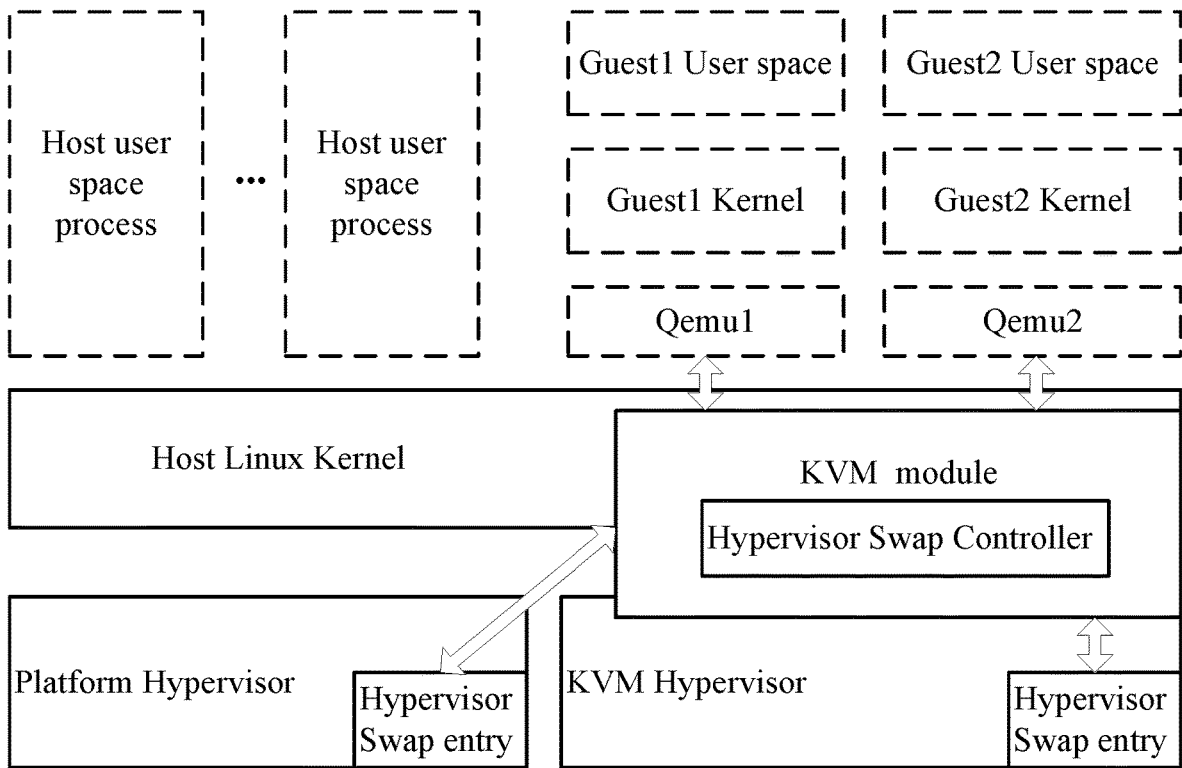 Host user
space
process
...
Host user
space
process
Guest1 User space
Guest2 User space
Guest1 Kernel
Guest2 Kernel
Qemu1
Qemu2
Host Linux Kernel
KVM module
Hypervisor Swap Controller
Platform Hypervisor
Hypervisor
Swap entry
KVM Hypervisor
Hypervisor
Swap entry